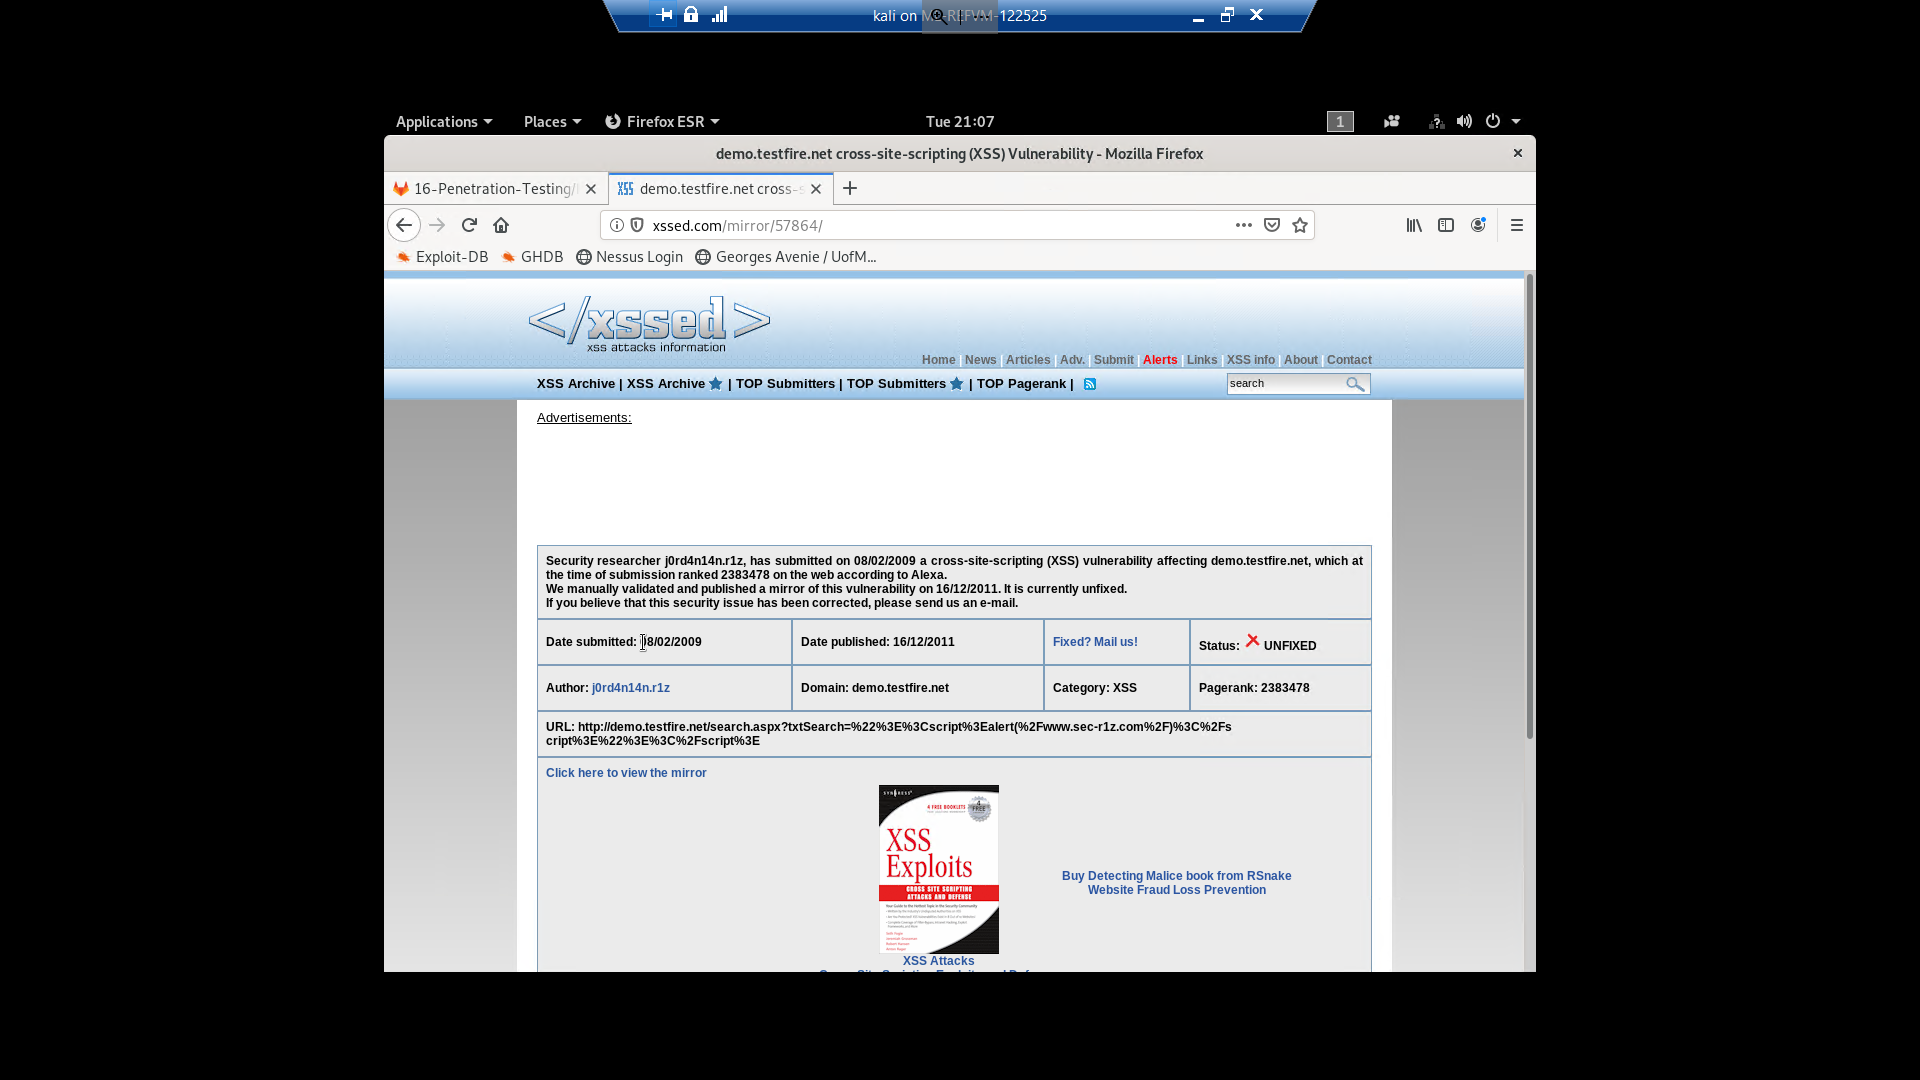 kali on M -REFVM-122525
Applications Places Firefox ESR Tue 21:07 1
demo.testfire.net cross-site-scripting (XSS) Vulnerability - Mozilla Firefox
16-Penetration-Testing/ demo.testfire.net cross-s
xssed.com/mirror/57864/
Exploit-DB GHDB Nessus Login Georges Avenie / UofM...
</xssed>
xss attacks information
Home | News | Articles | Adv. | Submit | Alerts | Links | XSS info | About | Contact
XSS Archive | XSS Archive | TOP Submitters | TOP Submitters | TOP Pagerank | search
Advertisements:
Security researcher j0rd4n14n.r1z, has submitted on 08/02/2009 a cross-site-scripting (XSS) vulnerability affecting demo.testfire.net, which at
the time of submission ranked 2383478 on the web according to Alexa.
We manually validated and published a mirror of this vulnerability on 16/12/2011. It is currently unfixed.
If you believe that this security issue has been corrected, please send us an e-mail.
Date submitted: 08/02/2009 Date published: 16/12/2011 Fixed? Mail us! Status: UNFIXED
Author: j0rd4n14n.r1z Domain: demo.testfire.net Category: XSS Pagerank: 2383478
URL: http://demo.testfire.net/search.aspx?txtSearch=%22%3E%3Cscript%3Ealert(%2Fwww.sec-r1z.com%2F)%3C%2Fs
cript%3E%22%3E%3C%2Fscript%3E
Click here to view the mirror
SYNGRESS
4 FREE BOOKLETS
4 FREE
XSS
Exploits
CROSS SITE SCRIPTING
ATTACKS AND DEFENSE
Buy Detecting Malice book from RSnake
Website Fraud Loss Prevention
XSS Attacks